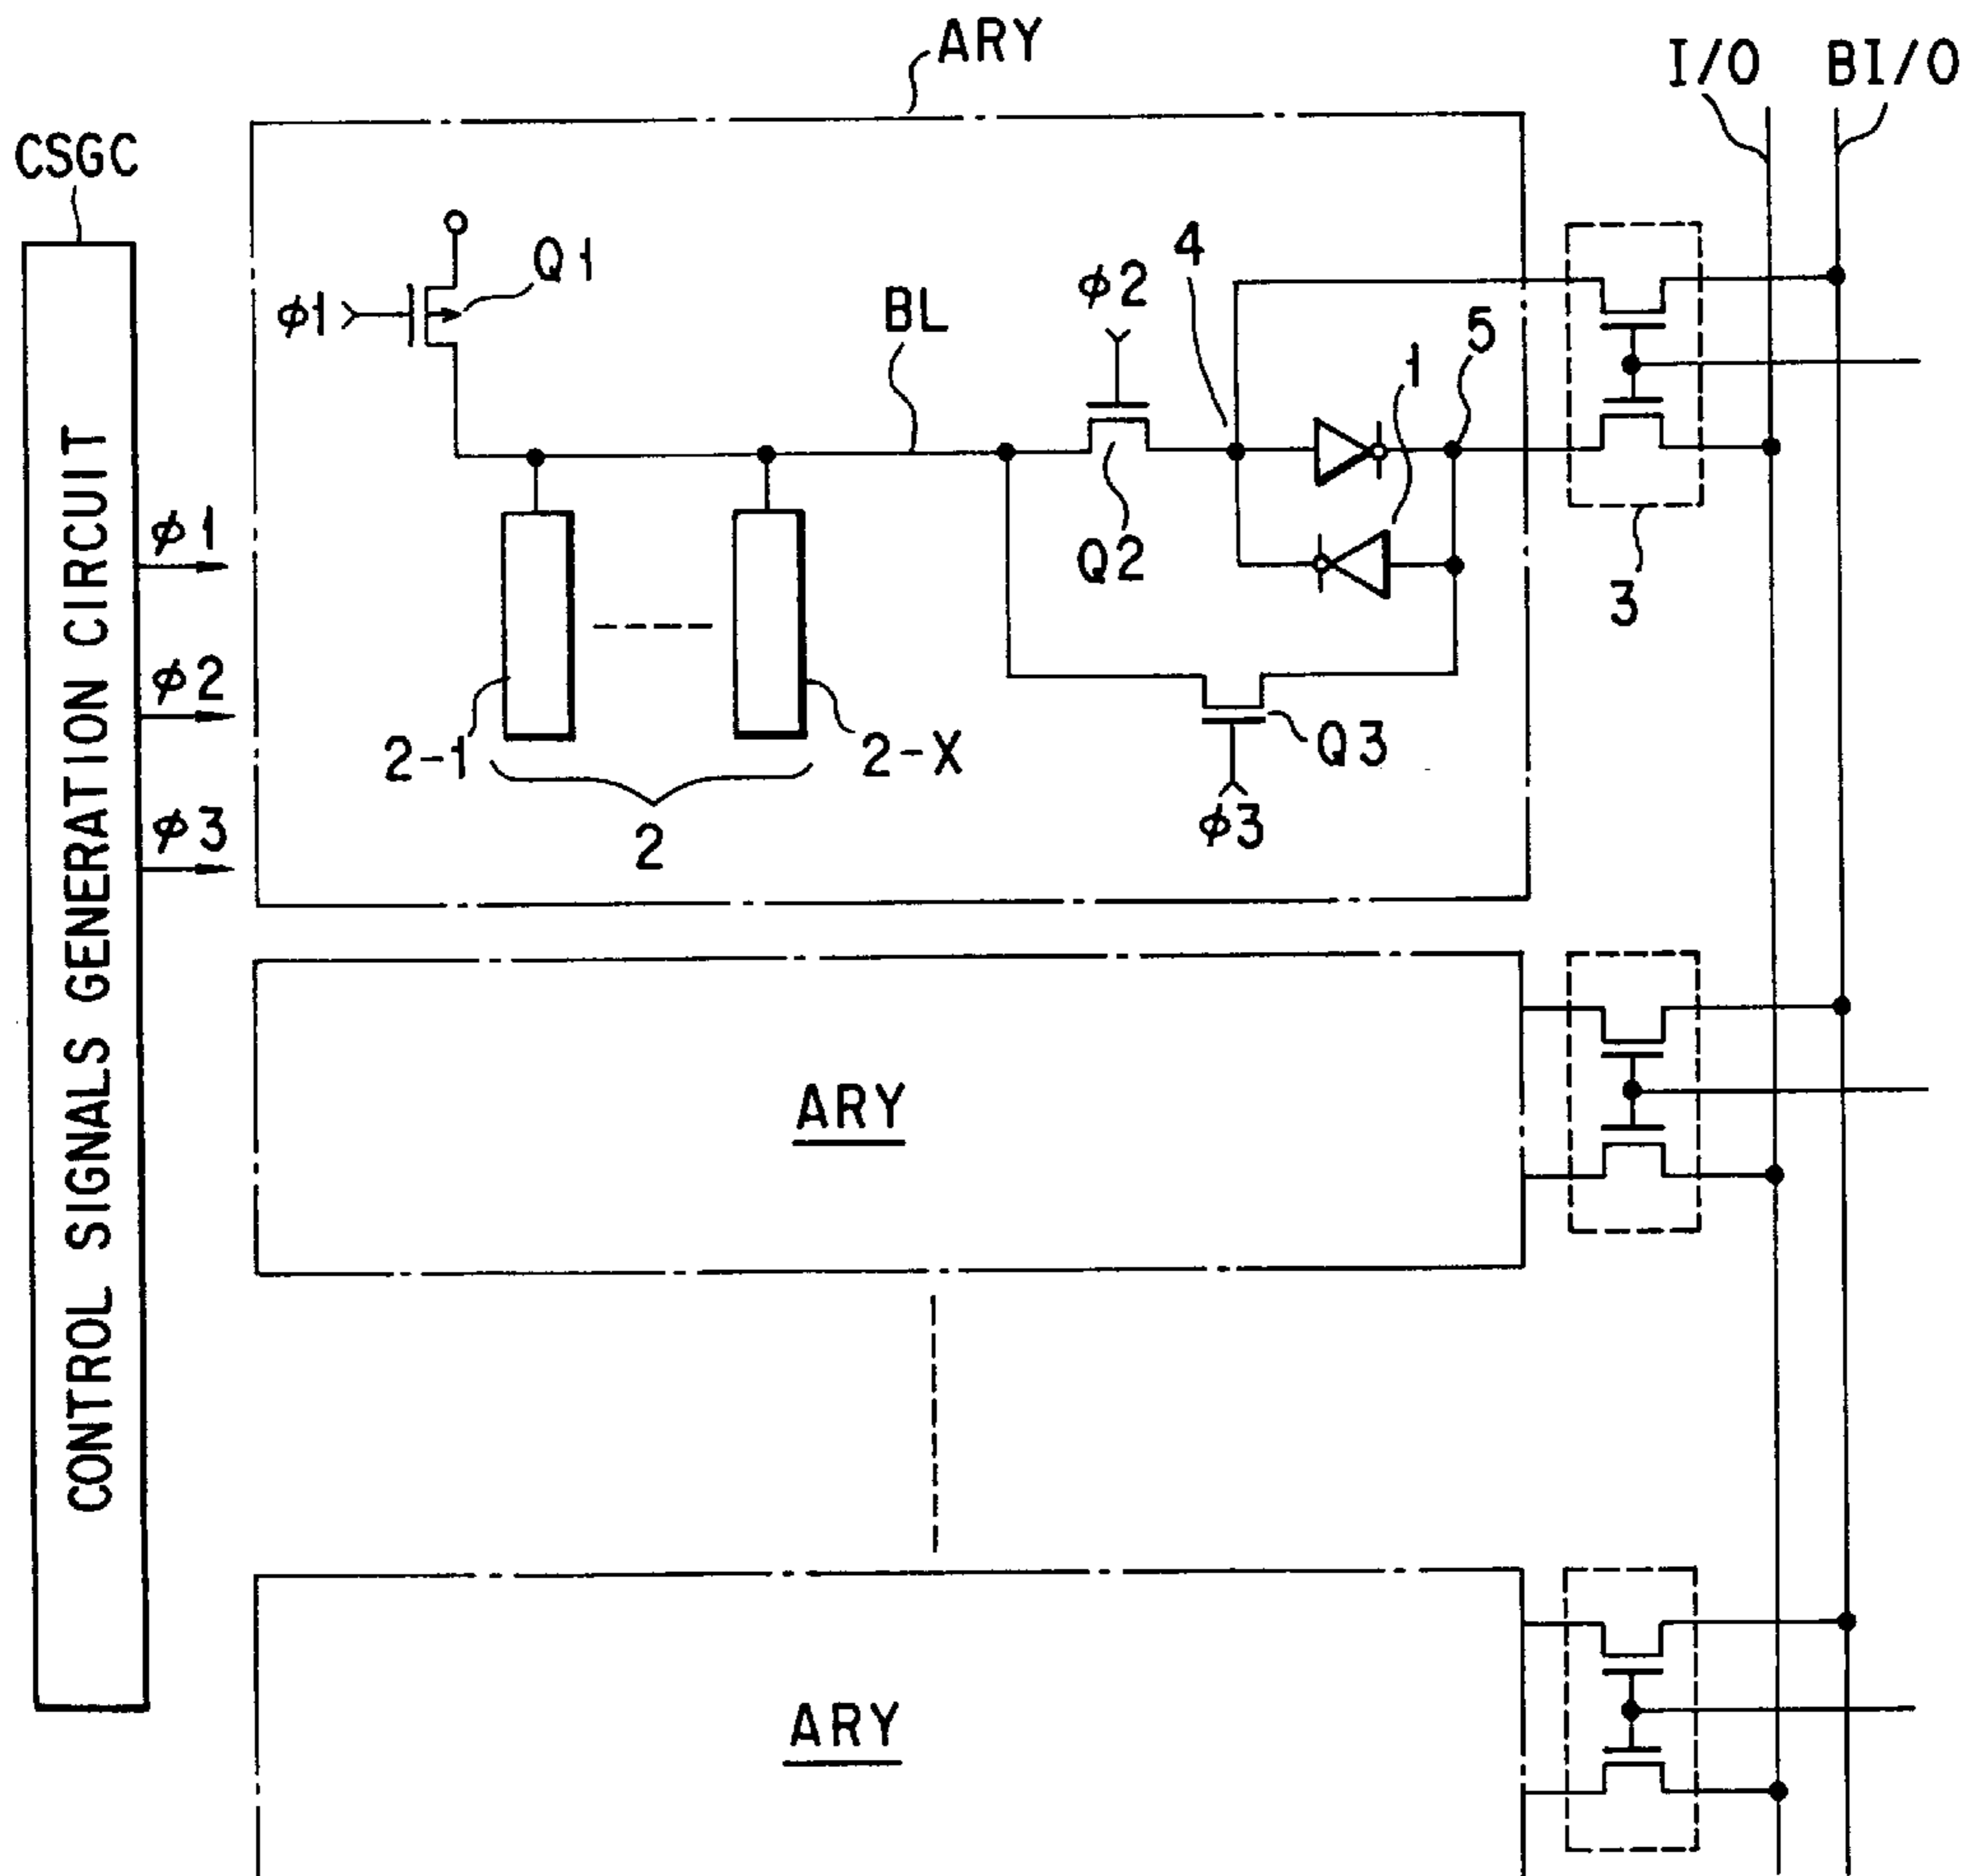 ARY
I/O BI/O
CSGC
Q1
ϕ1
BL
ϕ2
4
5
1
Q2
3
CONTROL SIGNALS GENERATION CIRCUIT
ϕ1
ϕ2
ϕ3
2-1
2-X
2
Q3
ϕ3
ARY
ARY